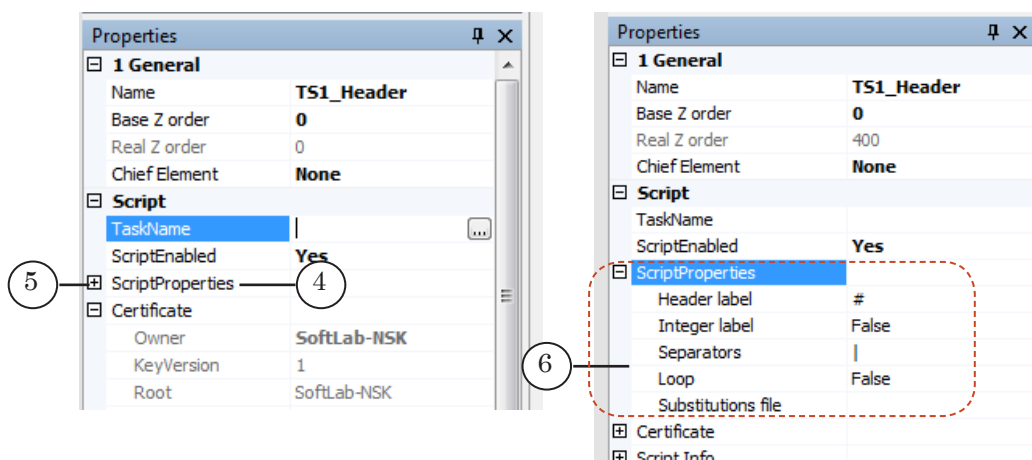 Properties
1 General
Name TS1_Header
Base Z order 0
Real Z order 0
Chief Element None
Script
TaskName ...
ScriptEnabled Yes
5 ScriptProperties 4
Certificate
Owner SoftLab-NSK
KeyVersion 1
Root SoftLab-NSK
Properties
1 General
Name TS1_Header
Base Z order 0
Real Z order 400
Chief Element None
Script
TaskName
ScriptEnabled Yes
ScriptProperties
Header label #
Integer label False
6 Separators |
Loop False
Substitutions file
Certificate
Script Info